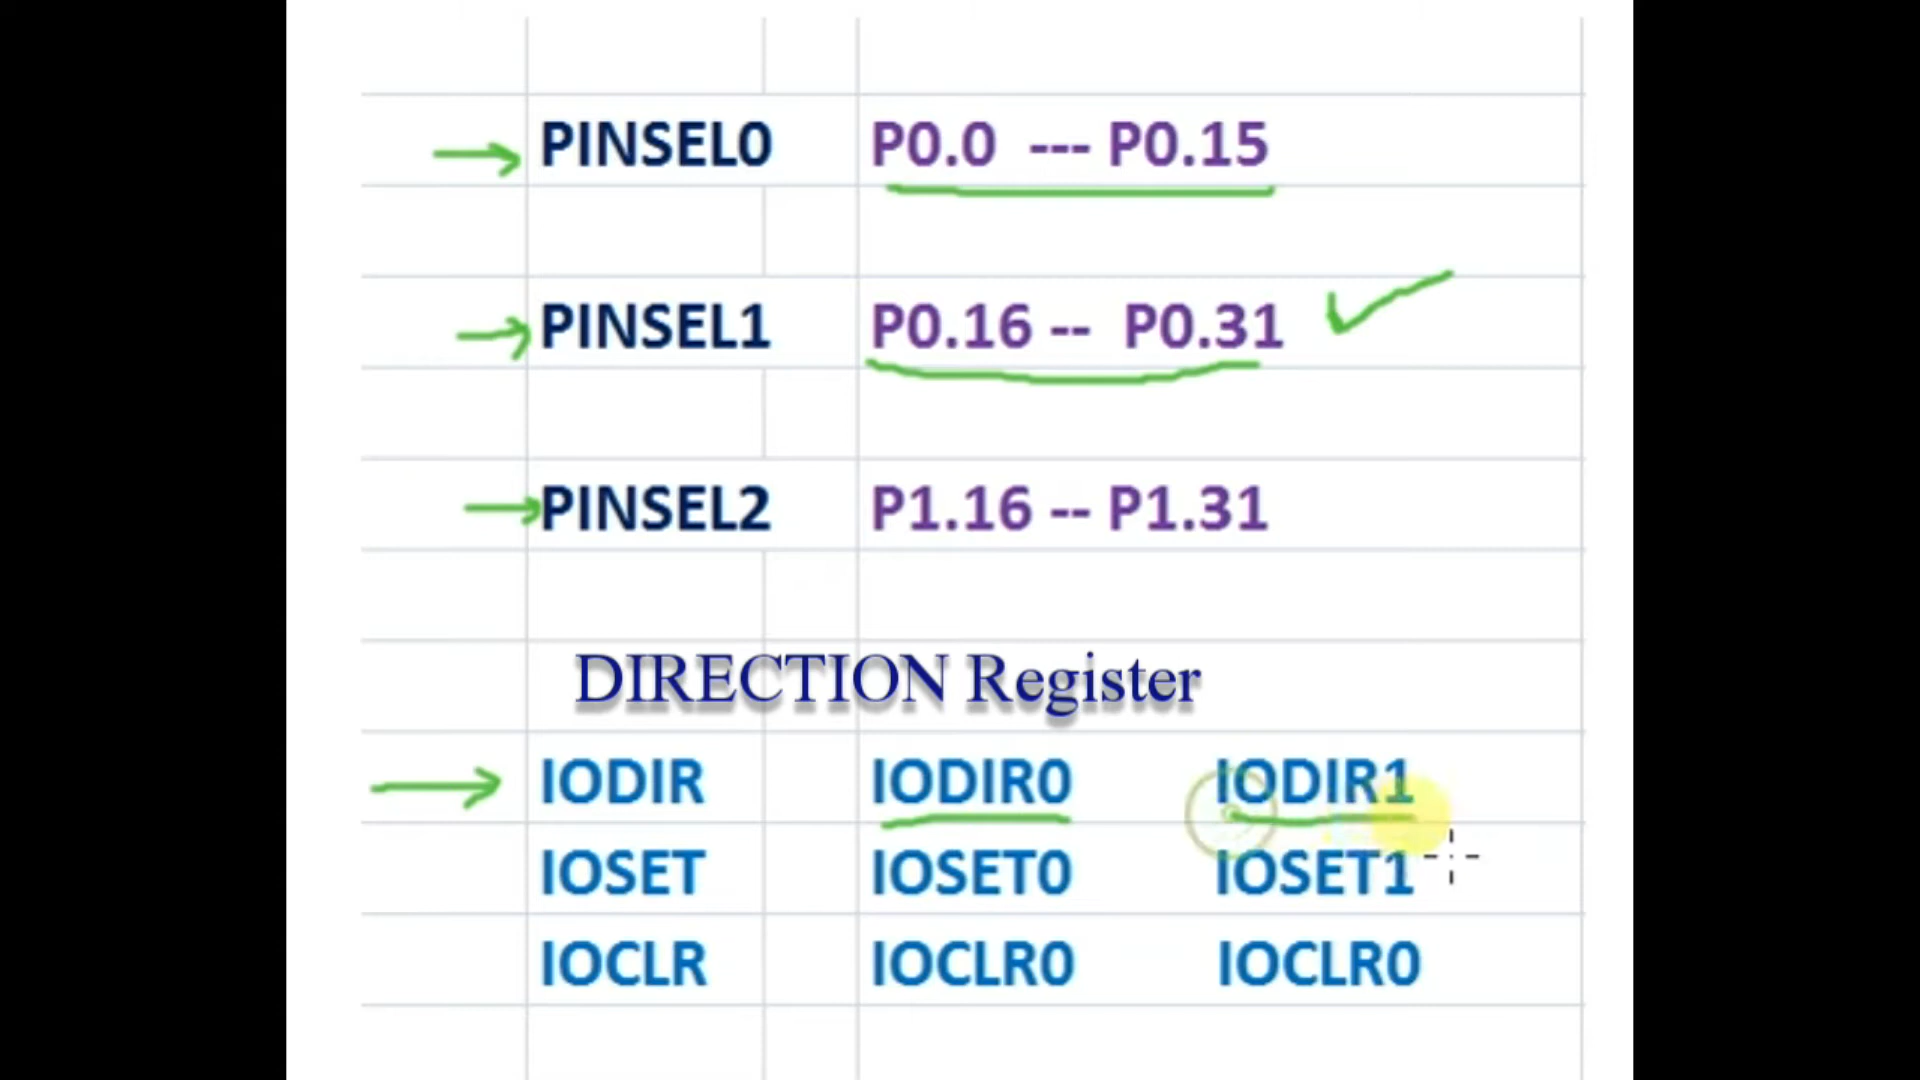 PINSEL0 P0.0 --- P0.15
PINSEL1 P0.16 -- P0.31
PINSEL2 P1.16 -- P1.31
DIRECTION Register
IODIR IODIR0 IODIR1
IOSET IOSET0 IOSET1
IOCLR IOCLR0 IOCLR0